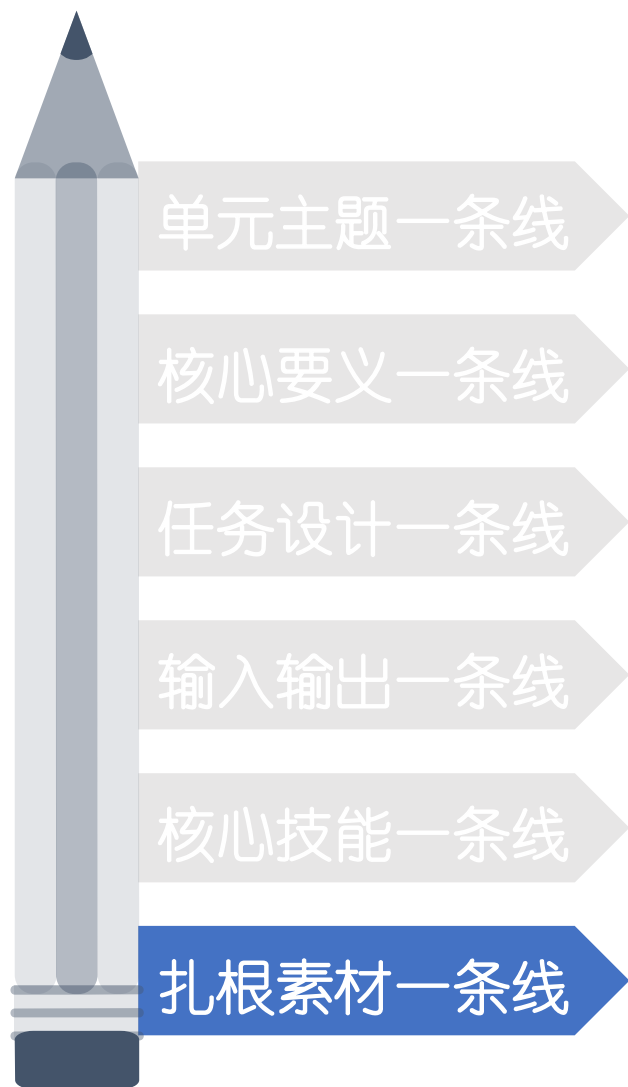 单元主题一条线
核心要义一条线
任务设计一条线
输入输出一条线
核心技能一条线
扎根素材一条线